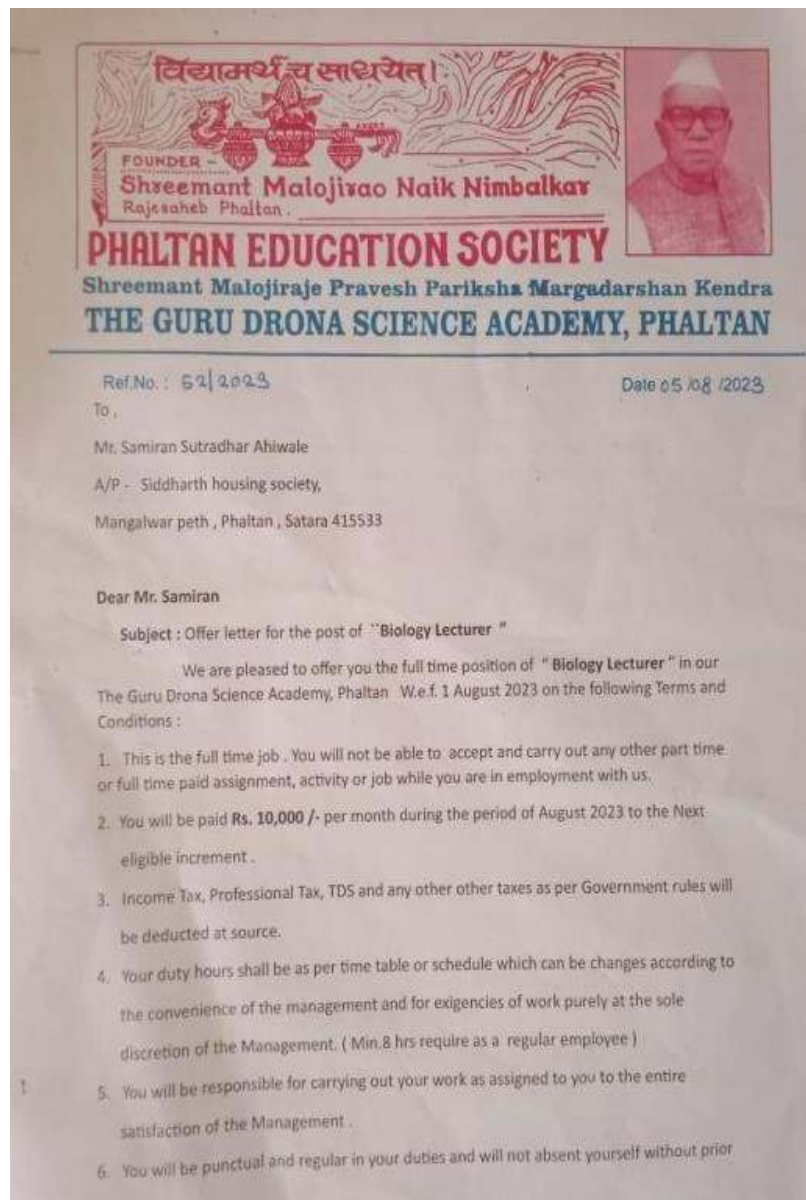 विद्यामर्थं च साधयेत्।
FOUNDER -
Shreemant Malojirao Naik Nimbalkar
Rajesaheb Phaltan.
PHALTAN EDUCATION SOCIETY
Shreemant Malojiraje Pravesh Pariksha Margadarshan Kendra
THE GURU DRONA SCIENCE ACADEMY, PHALTAN
Ref.No. : 52/2023
Date 05 /08 /2023
To ,
Mr. Samiran Sutradhar Ahiwale
A/P - Siddharth housing society,
Mangalwar peth , Phaltan , Satara 415533
Dear Mr. Samiran
Subject : Offer letter for the post of ``Biology Lecturer "
We are pleased to offer you the full time position of " Biology Lecturer " in our
The Guru Drona Science Academy, Phaltan W.e.f. 1 August 2023 on the following Terms and
Conditions :
1. This is the full time job . You will not be able to accept and carry out any other part time
or full time paid assignment, activity or job while you are in employment with us.
2. You will be paid Rs. 10,000 /- per month during the period of August 2023 to the Next
eligible increment .
3. Income Tax, Professional Tax, TDS and any other other taxes as per Government rules will
be deducted at source.
4. Your duty hours shall be as per time table or schedule which can be changes according to
the convenience of the management and for exigencies of work purely at the sole
discretion of the Management. ( Min.8 hrs require as a regular employee )
5. You will be responsible for carrying out your work as assigned to you to the entire
satisfaction of the Management .
6. You will be punctual and regular in your duties and will not absent yourself without prior